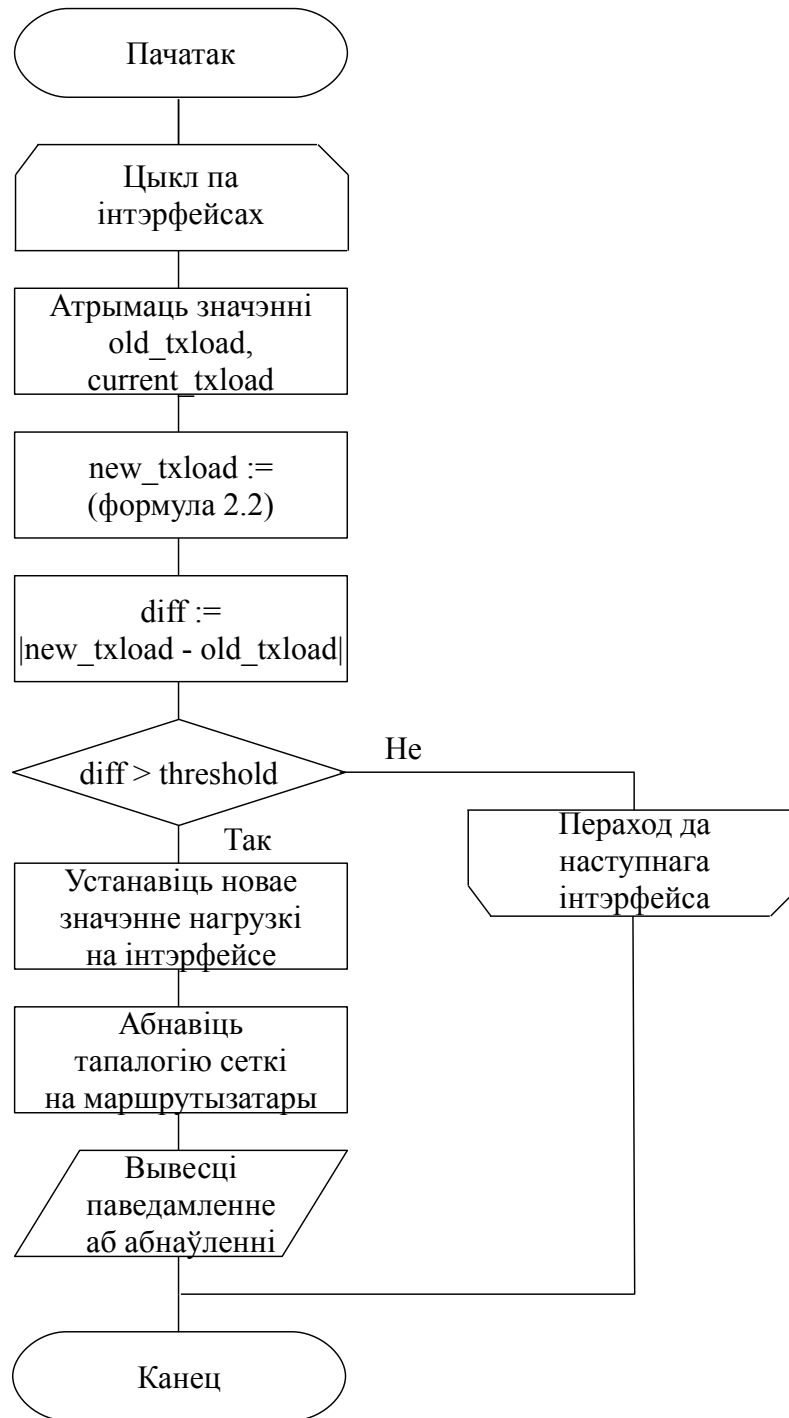 Пачатак
Цыкл па
інтэрфейсах
Атрымаць значэнні
old_txload,
current_txload
new_txload :=
(формула 2.2)
diff :=
|new_txload - old_txload|
diff > threshold
Не
Так
Пераход да
наступнага
інтэрфейса
Устанавіць новае
значэнне нагрузкі
на інтэрфейсе
Абнавіць
тапалогію сеткі
на маршрутызатары
Вывесці
паведамленне
аб абнаўленні
Канец